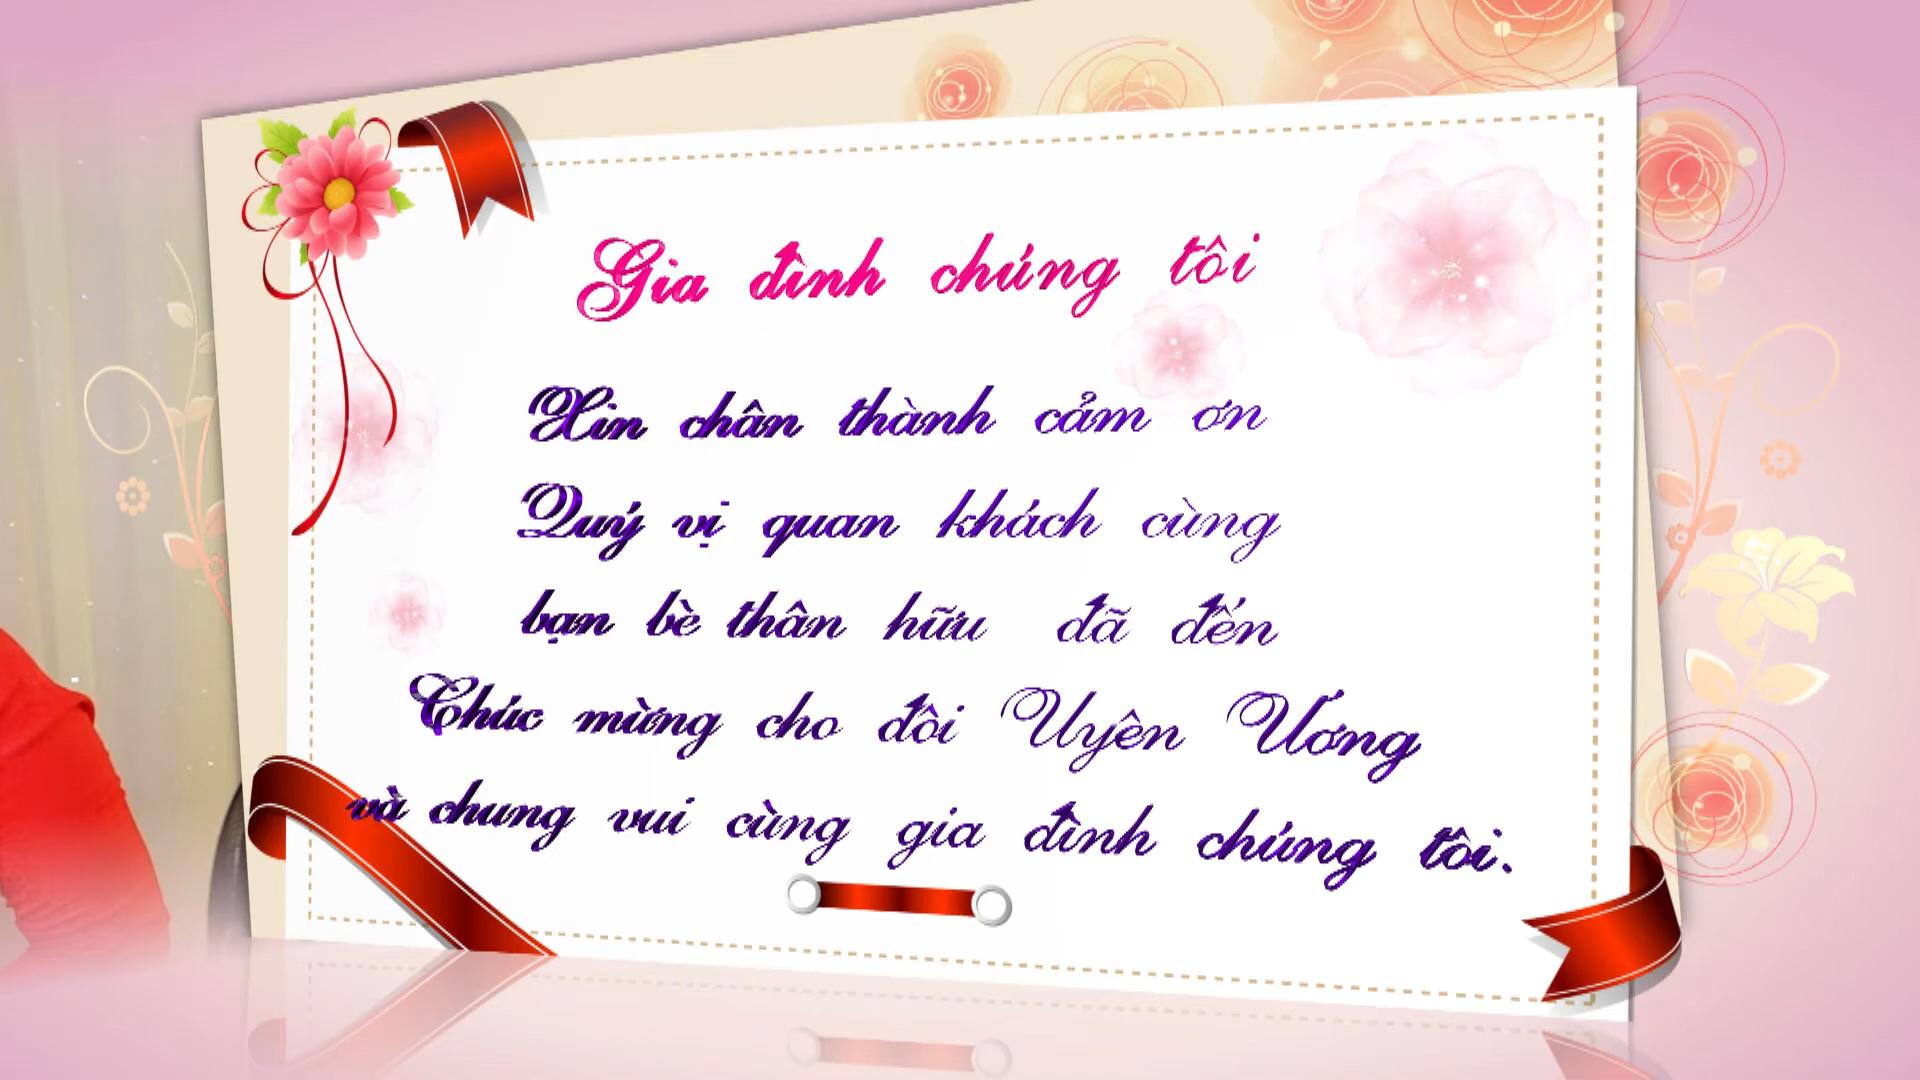 Gia đình chúng tôi
Xin chân thành cảm ơn
Quý vị quan khách cùng
bạn bè thân hữu đã đến
Chúc mừng cho đôi Uyên Ương
và chung vui cùng gia đình chúng tôi.